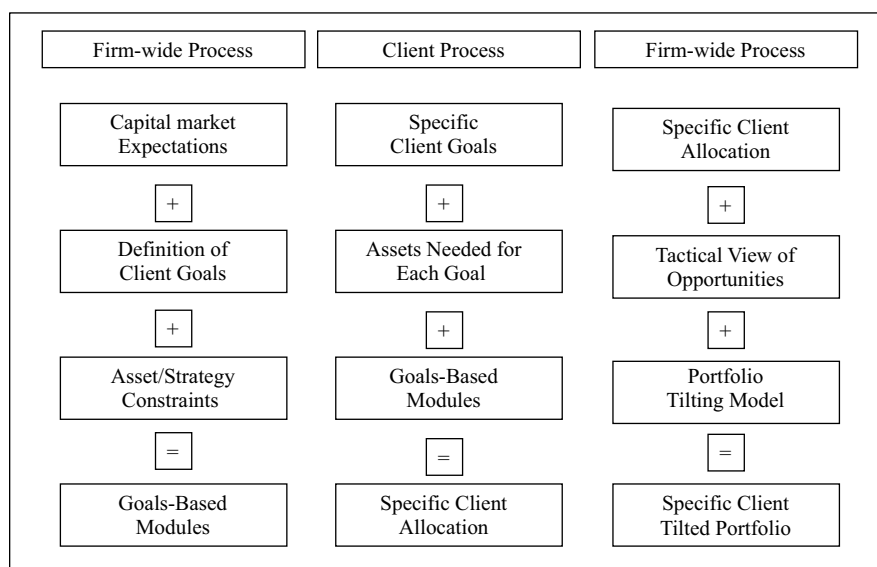 Firm-wide Process
Client Process
Firm-wide Process
Capital market
Expectations
+
Definition of
Client Goals
+
Asset/Strategy
Constraints
=
Goals-Based
Modules
Specific
Client Goals
+
Assets Needed for
Each Goal
+
Goals-Based
Modules
=
Specific Client
Allocation
Specific Client
Allocation
+
Tactical View of
Opportunities
+
Portfolio
Tilting Model
=
Specific Client
Tilted Portfolio